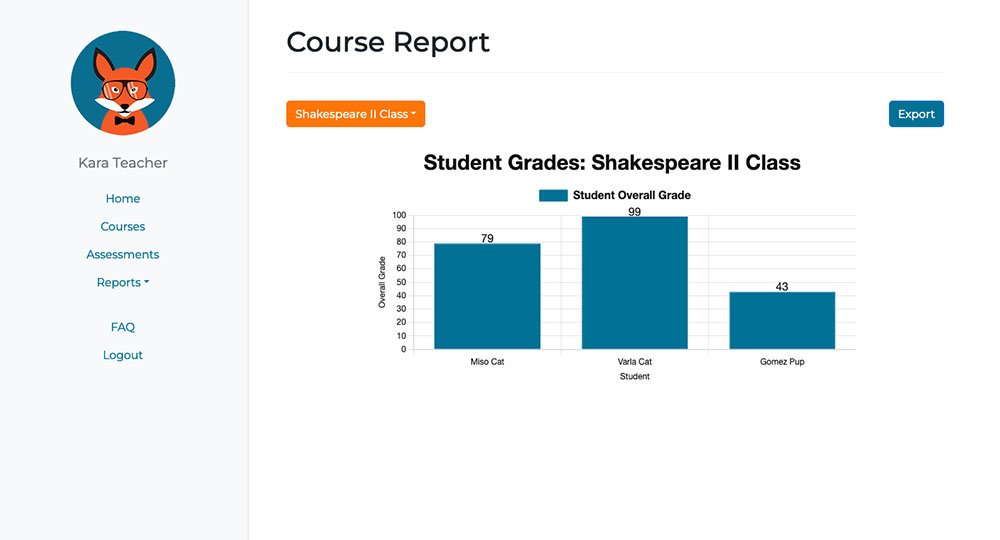 Course Report
Kara Teacher
Home
Courses
Assessments
Reports
FAQ
Logout
Shakespeare II Class
Export
Student Grades: Shakespeare II Class
Student Overall Grade
Overall Grade
100
90
80
70
60
50
40
30
20
10
0
79
99
43
Miso Cat
Varla Cat
Gomez Pup
Student